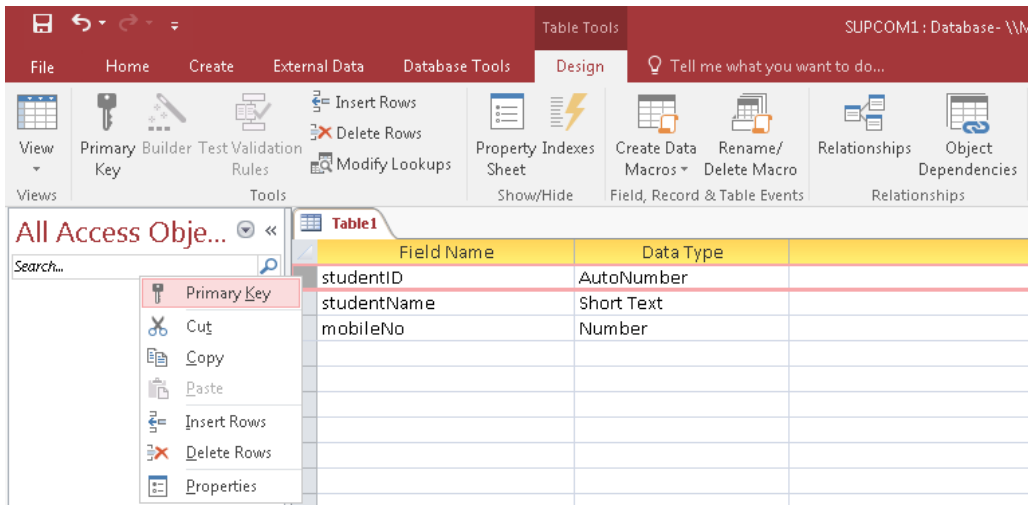 Table Tools
SUPCOM1 : Database- \\M
File Home Create External Data Database Tools Design Tell me what you want to do...
View
Primary Key
Builder
Test Validation Rules
Insert Rows
Delete Rows
Modify Lookups
Property Sheet
Indexes
Create Data Macros
Rename/ Delete Macro
Relationships
Object Dependencies
Views Tools Show/Hide Field, Record & Table Events Relationships
All Access Obje... «
Search...
Table1
Field Name Data Type
studentID AutoNumber
studentName Short Text
mobileNo Number
Primary Key
Cut
Copy
Paste
Insert Rows
Delete Rows
Properties